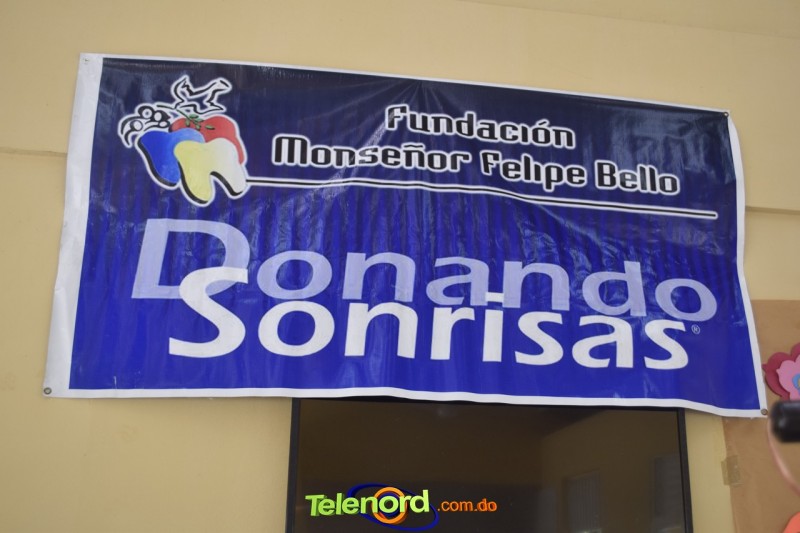 Fundación
Monseñor Felipe Bello
Donando
Sonrisas®
Telenord.com.do